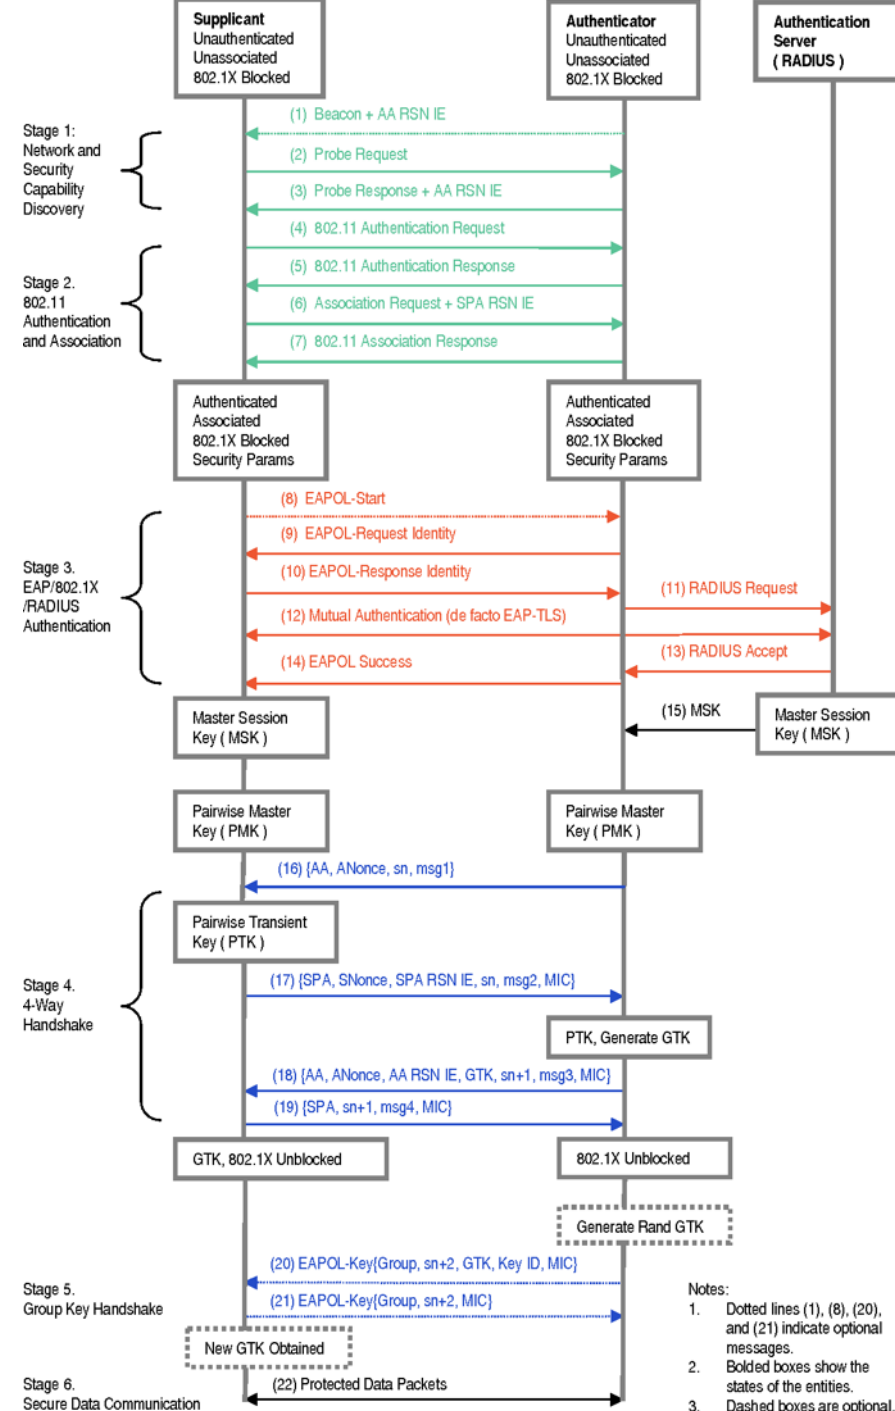 Supplicant
Unauthenticated
Unassociated
802.1X Blocked
Authenticator
Unauthenticated
Unassociated
802.1X Blocked
Authentication
Server
( RADIUS )
Stage 1:
Network and
Security
Capability
Discovery
(1) Beacon + AA RSN IE
(2) Probe Request
(3) Probe Response + AA RSN IE
Stage 2.
802.11
Authentication
and Association
(4) 802.11 Authentication Request
(5) 802.11 Authentication Response
(6) Association Request + SPA RSN IE
(7) 802.11 Association Response
Authenticated
Associated
802.1X Blocked
Security Params
Authenticated
Associated
802.1X Blocked
Security Params
Stage 3.
EAP/802.1X
/RADIUS
Authentication
(8) EAPOL-Start
(9) EAPOL-Request Identity
(10) EAPOL-Response Identity
(11) RADIUS Request
(12) Mutual Authentication (de facto EAP-TLS)
(13) RADIUS Accept
(14) EAPOL Success
Master Session
Key ( MSK )
(15) MSK
Master Session
Key ( MSK )
Pairwise Master
Key ( PMK )
Pairwise Master
Key ( PMK )
(16) {AA, ANonce, sn, msg1}
Pairwise Transient
Key ( PTK )
Stage 4.
4-Way
Handshake
(17) {SPA, SNonce, SPA RSN IE, sn, msg2, MIC}
PTK, Generate GTK
(18) {AA, ANonce, AA RSN IE, GTK, sn+1, msg3, MIC}
(19) {SPA, sn+1, msg4, MIC}
GTK, 802.1X Unblocked
802.1X Unblocked
Generate Rand GTK
Stage 5.
Group Key Handshake
(20) EAPOL-Key{Group, sn+2, GTK, Key ID, MIC}
(21) EAPOL-Key{Group, sn+2, MIC}
New GTK Obtained
Stage 6.
Secure Data Communication
(22) Protected Data Packets
Notes:
1. Dotted lines (1), (8), (20),
and (21) indicate optional
messages.
2. Bolded boxes show the
states of the entities.
3. Dashed boxes are optional.